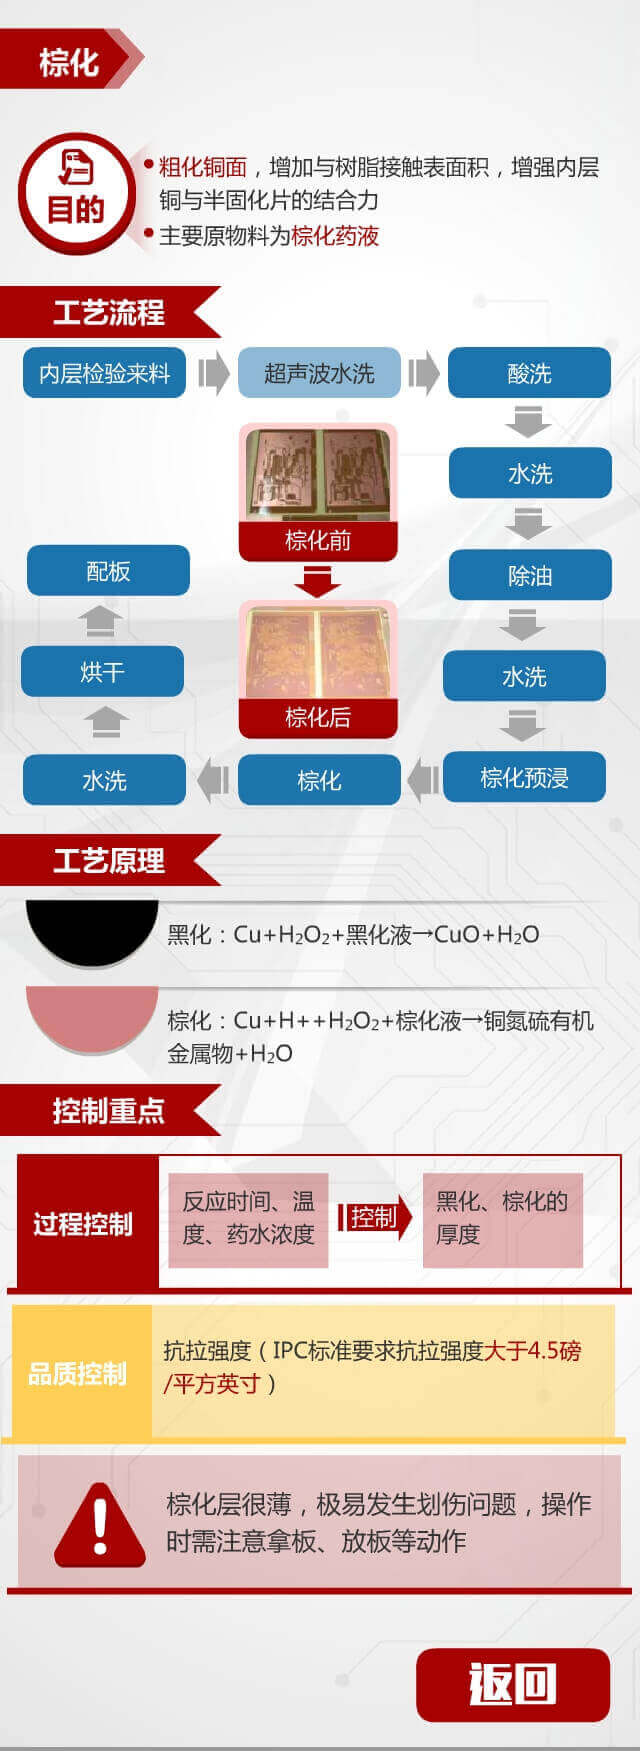 棕化
目的
粗化铜面，增加与树脂接触表面积，增强内层
铜与半固化片的结合力
主要原物料为棕化药液
工艺流程
内层检验来料
超声波水洗
酸洗
水洗
除油
水洗
棕化预浸
棕化
水洗
烘干
配板
棕化前
棕化后
工艺原理
黑化：Cu+H₂O₂+黑化液→CuO+H₂O
棕化：Cu+H++H₂O₂+棕化液→铜氮硫有机
金属物+H₂O
控制重点
过程控制
反应时间、温
度、药水浓度
控制
黑化、棕化的
厚度
品质控制
抗拉强度（IPC标准要求抗拉强度大于4.5磅
/平方英寸）
棕化层很薄，极易发生划伤问题，操作
时需注意拿板、放板等动作
返回